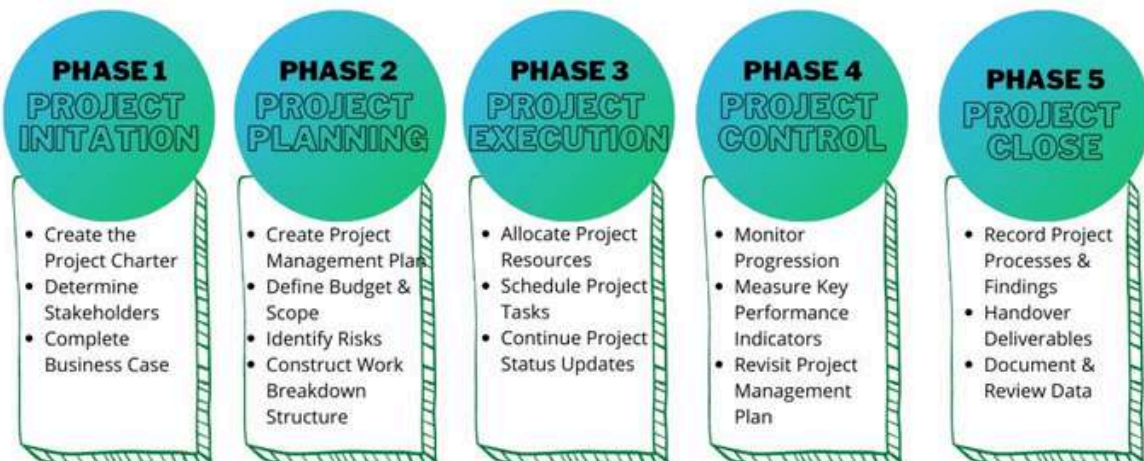 PHASE 1
PROJECT
INITATION
Create the
Project Charter
Determine
Stakeholders
Complete
Business Case
PHASE 2
PROJECT
PLANNING
Create Project
Management Plan
Define Budget &
Scope
Identify Risks
Construct Work
Breakdown
Structure
PHASE 3
PROJECT
EXECUTION
Allocate Project
Resources
Schedule Project
Tasks
Continue Project
Status Updates
PHASE 4
PROJECT
CONTROL
Monitor
Progression
Measure Key
Performance
Indicators
Revisit Project
Management
Plan
PHASE 5
PROJECT
CLOSE
Record Project
Processes &
Findings
Handover
Deliverables
Document &
Review Data